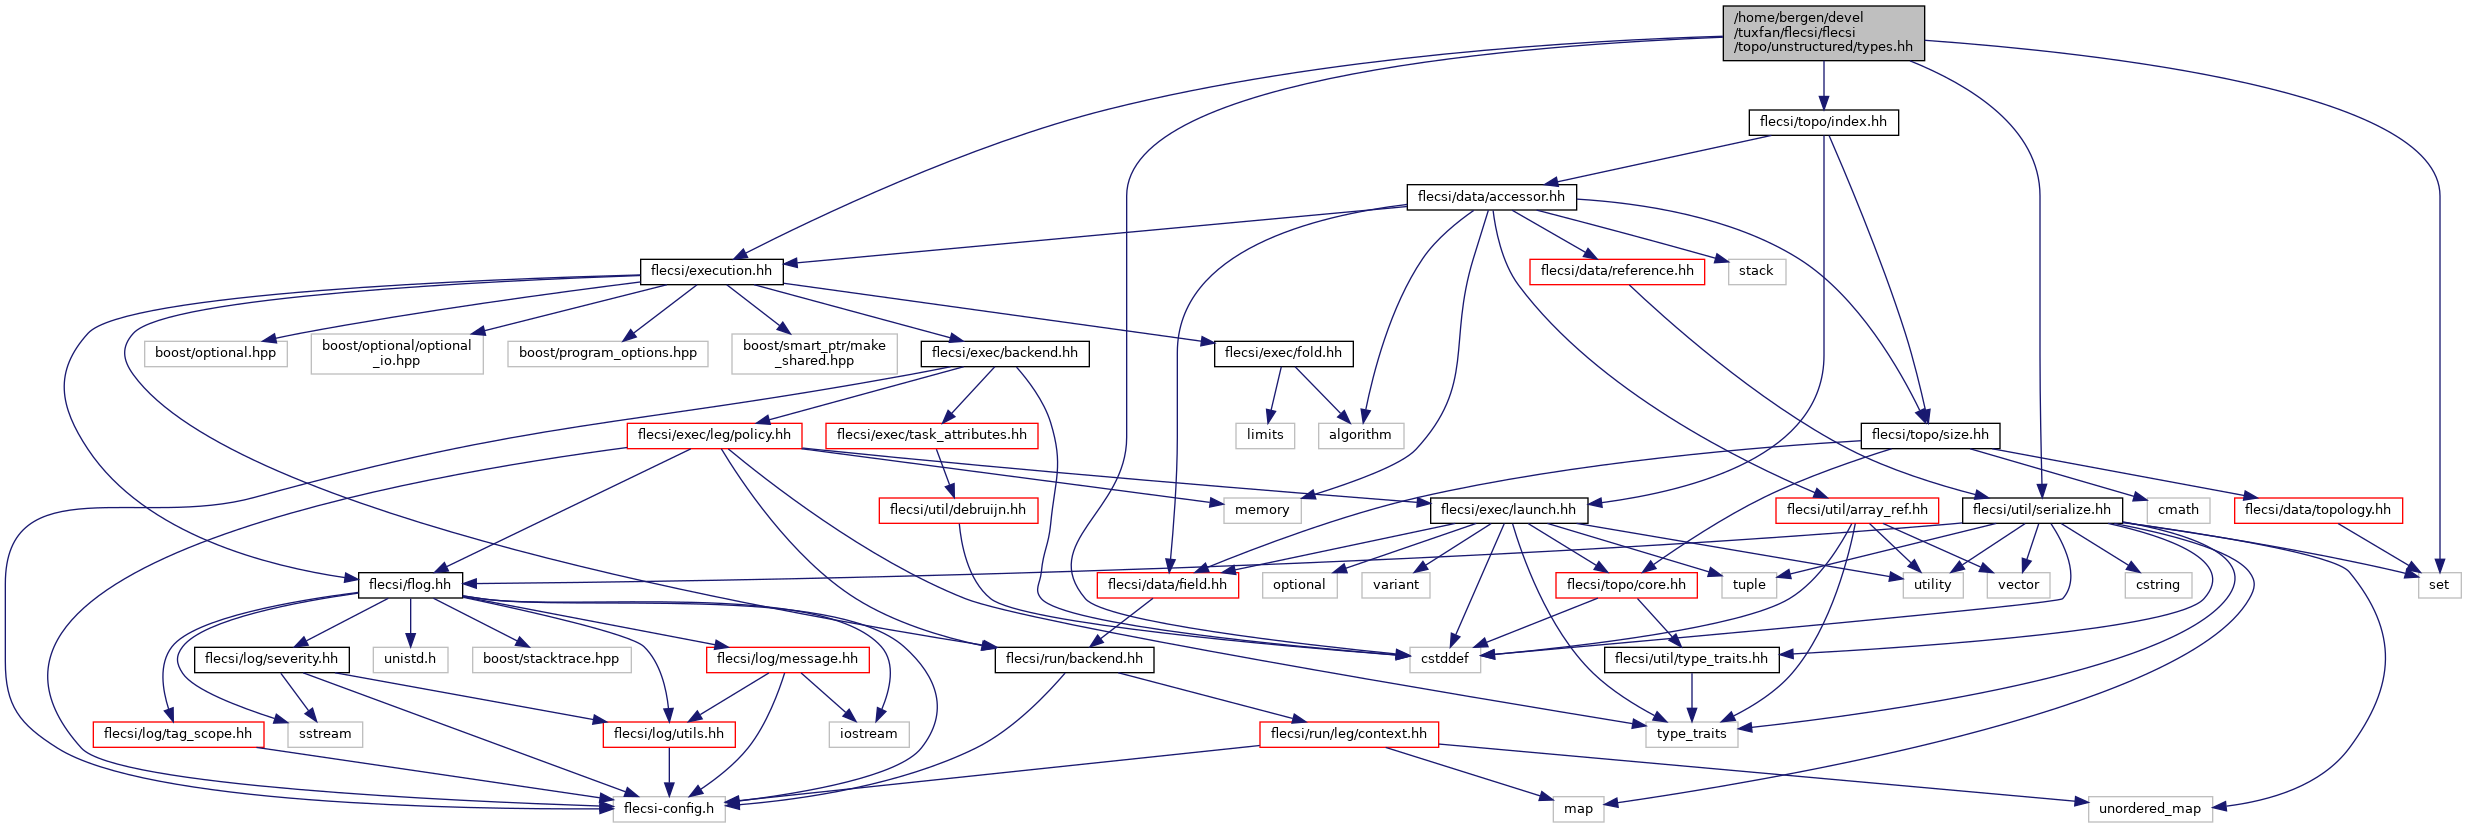 /home/bergen/devel
/tuxfan/flecsi/flecsi
/topo/unstructured/types.hh
flecsi/topo/index.hh
flecsi/data/accessor.hh
flecsi/execution.hh
flecsi/data/reference.hh
stack
boost/optional.hpp
boost/optional/optional
_io.hpp
boost/program_options.hpp
boost/smart_ptr/make
_shared.hpp
flecsi/exec/backend.hh
flecsi/exec/fold.hh
flecsi/exec/leg/policy.hh
flecsi/exec/task_attributes.hh
limits
algorithm
flecsi/topo/size.hh
flecsi/util/debruijn.hh
memory
flecsi/exec/launch.hh
flecsi/util/array_ref.hh
flecsi/util/serialize.hh
cmath
flecsi/data/topology.hh
flecsi/flog.hh
flecsi/data/field.hh
optional
variant
flecsi/topo/core.hh
tuple
utility
vector
cstring
set
flecsi/log/severity.hh
unistd.h
boost/stacktrace.hpp
flecsi/log/message.hh
flecsi/run/backend.hh
cstddef
flecsi/util/type_traits.hh
flecsi/log/tag_scope.hh
sstream
flecsi/log/utils.hh
iostream
flecsi/run/leg/context.hh
type_traits
flecsi-config.h
map
unordered_map